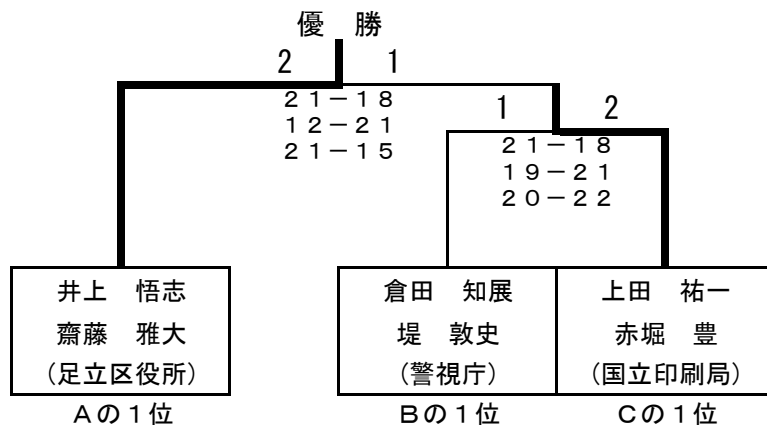 優　勝
2 1
２１－１８
１２－２１
２１－１５
1 2
２１－１８
１９－２１
２０－２２
井上　悟志
齋藤　雅大
（足立区役所）
Ａの１位
倉田　知展
堤　敦史
（警視庁）
Ｂの１位
上田　祐一
赤堀　豊
（国立印刷局）
Ｃの１位